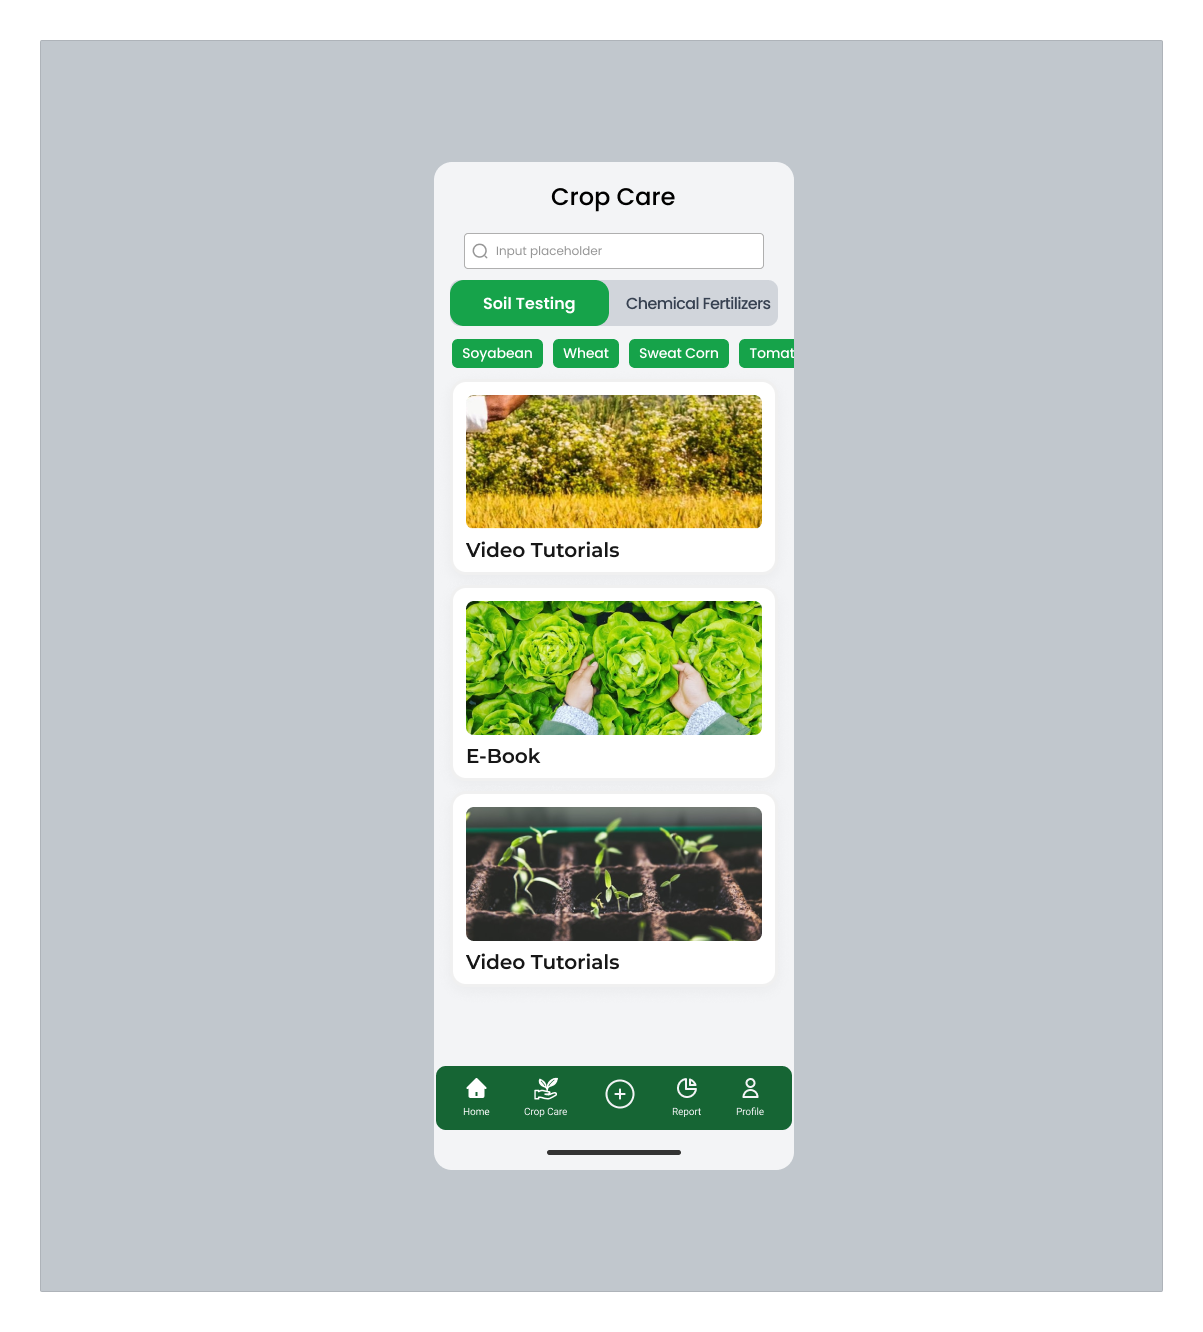 Crop Care
Input placeholder
Soil Testing
Chemical Fertilizers
Soyabean
Wheat
Sweat Corn
Tomat
Video Tutorials
E-Book
Video Tutorials
Home
Crop Care
Report
Profile